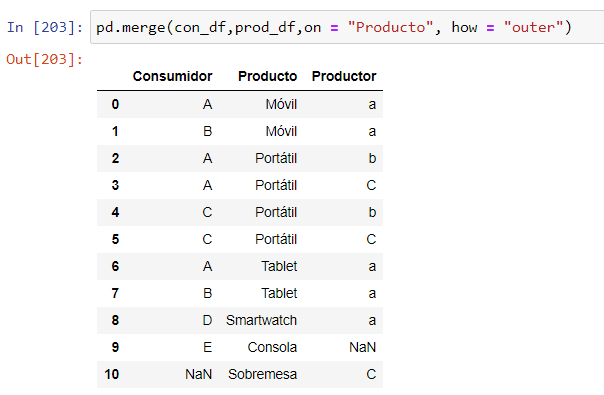 In [203]: pd.merge(con_df,prod_df,on = "Producto", how = "outer")
Out[203]:
Consumidor Producto Productor
0 A Móvil a
1 B Móvil a
2 A Portátil b
3 A Portátil C
4 C Portátil b
5 C Portátil C
6 A Tablet a
7 B Tablet a
8 D Smartwatch a
9 E Consola NaN
10 NaN Sobremesa C